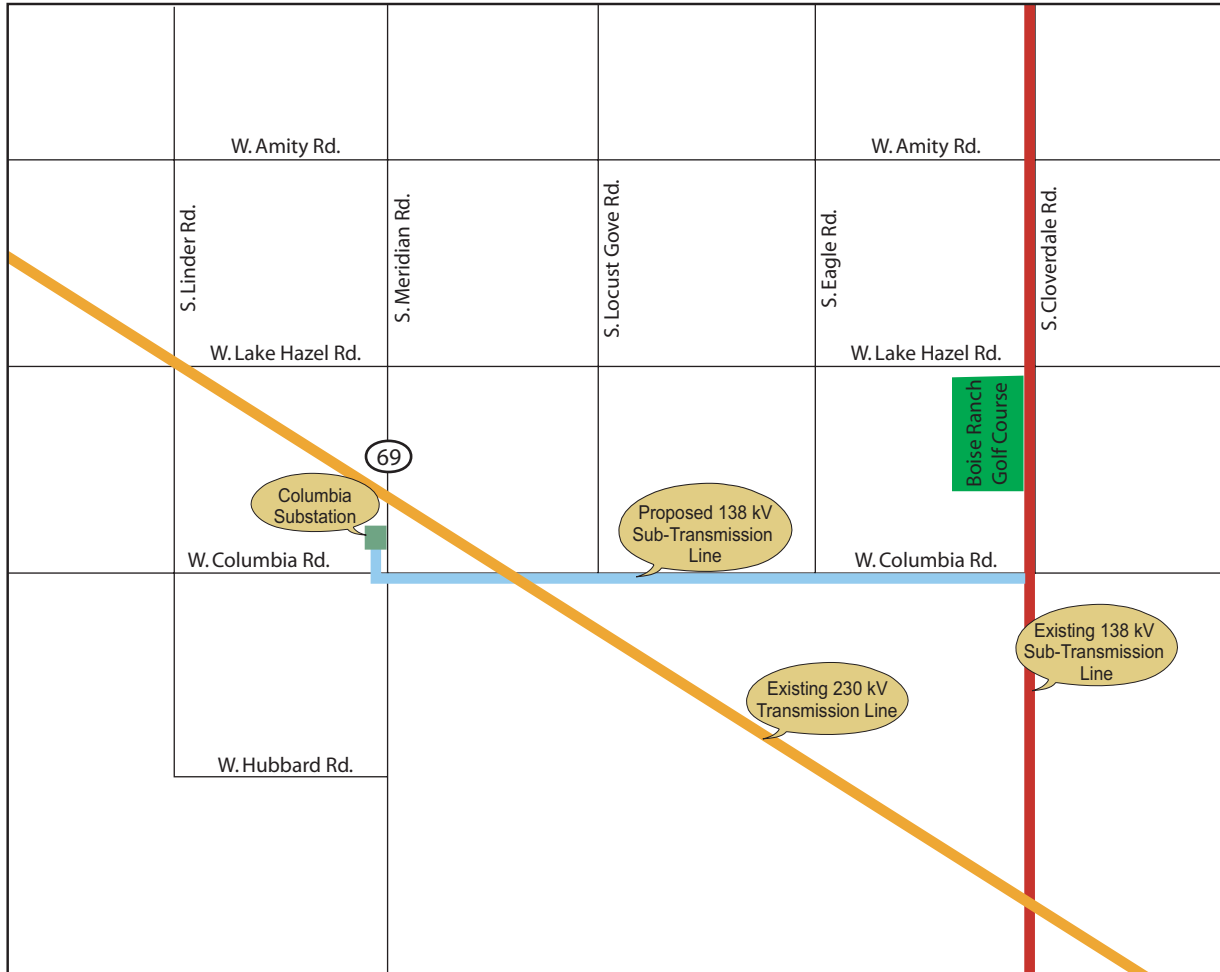 W. Amity Rd.
W. Amity Rd.
S. Linder Rd.
S. Meridian Rd.
S. Locust Gove Rd.
S. Eagle Rd.
S. Cloverdale Rd.
W. Lake Hazel Rd.
W. Lake Hazel Rd.
Boise Ranch
Golf Course
69
Columbia
Substation
Proposed 138 kV
Sub-Transmission
Line
W. Columbia Rd.
W. Columbia Rd.
Existing 138 kV
Sub-Transmission
Line
Existing 230 kV
Transmission Line
W. Hubbard Rd.